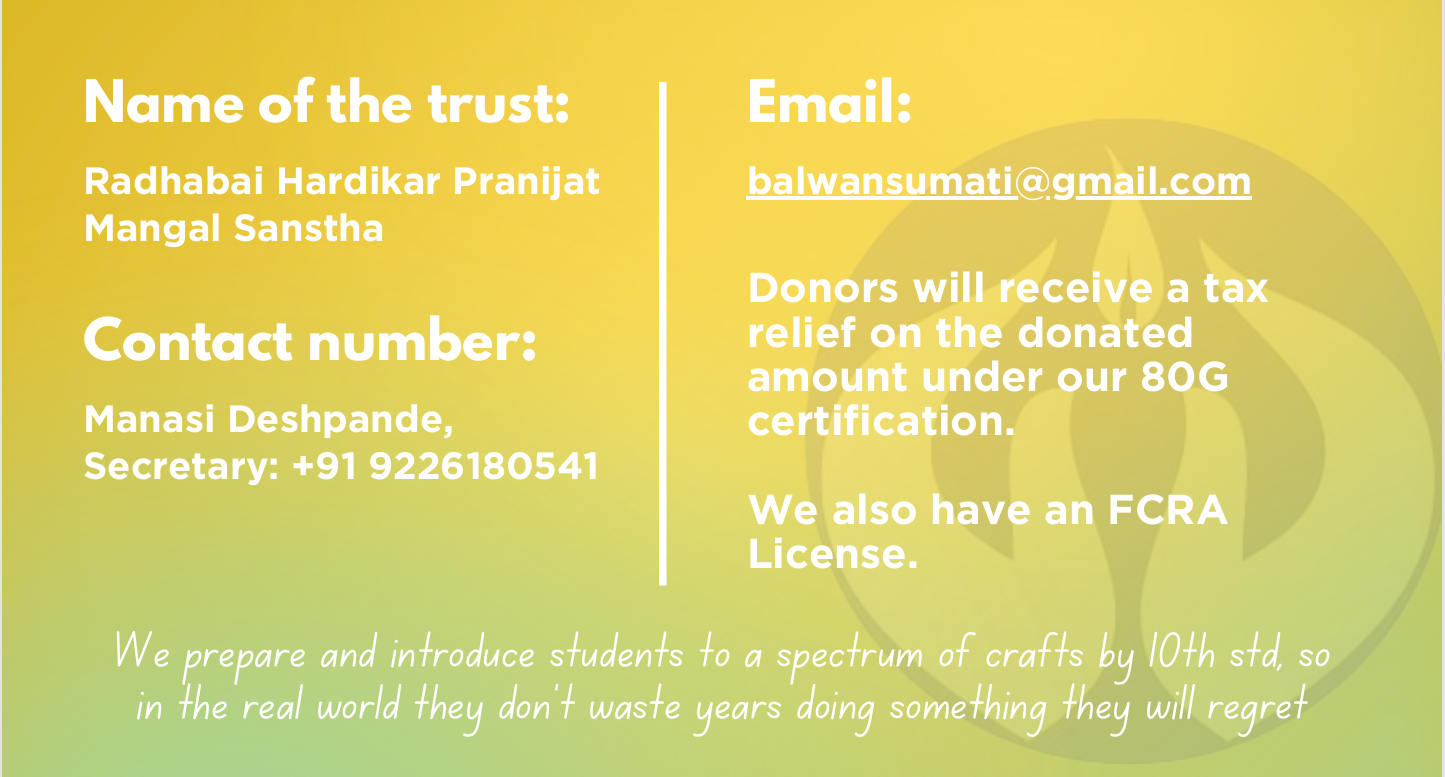 Name of the trust:
Radhabai Hardikar Pranijat
Mangal Sanstha
Contact number:
Manasi Deshpande,
Secretary: +91 9226180541
Email:
balwansumati@gmail.com
Donors will receive a tax
relief on the donated
amount under our 80G
certification.
We also have an FCRA
License.
We prepare and introduce students to a spectrum of crafts by 10th std, so
in the real world they don't waste years doing something they will regret